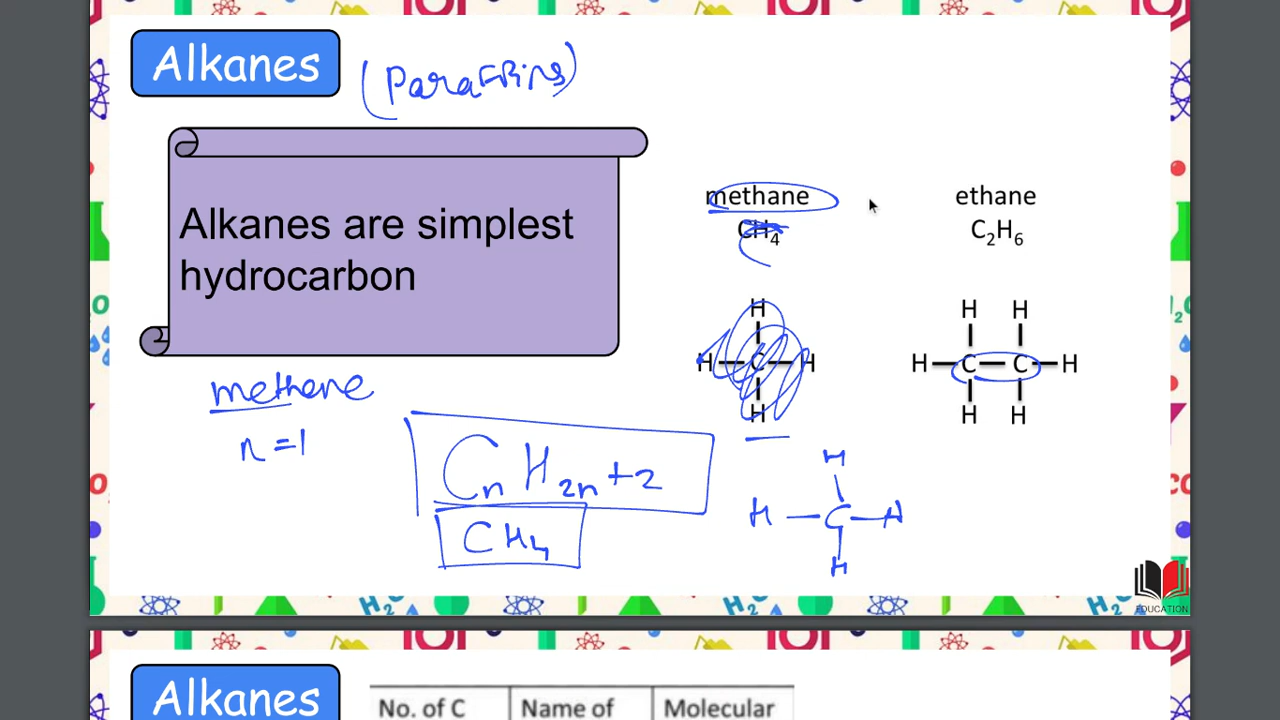 Alkanes
(Paraffins)
Alkanes are simplest
hydrocarbon
methane
CH4
H
H C H
H
ethane
C2H6
H H
H C C H
H H
methane
n = 1
CnH2n+2
CH4
H
H C H
H
EDUCATION
Alkanes
No. of C
Name of
Molecular